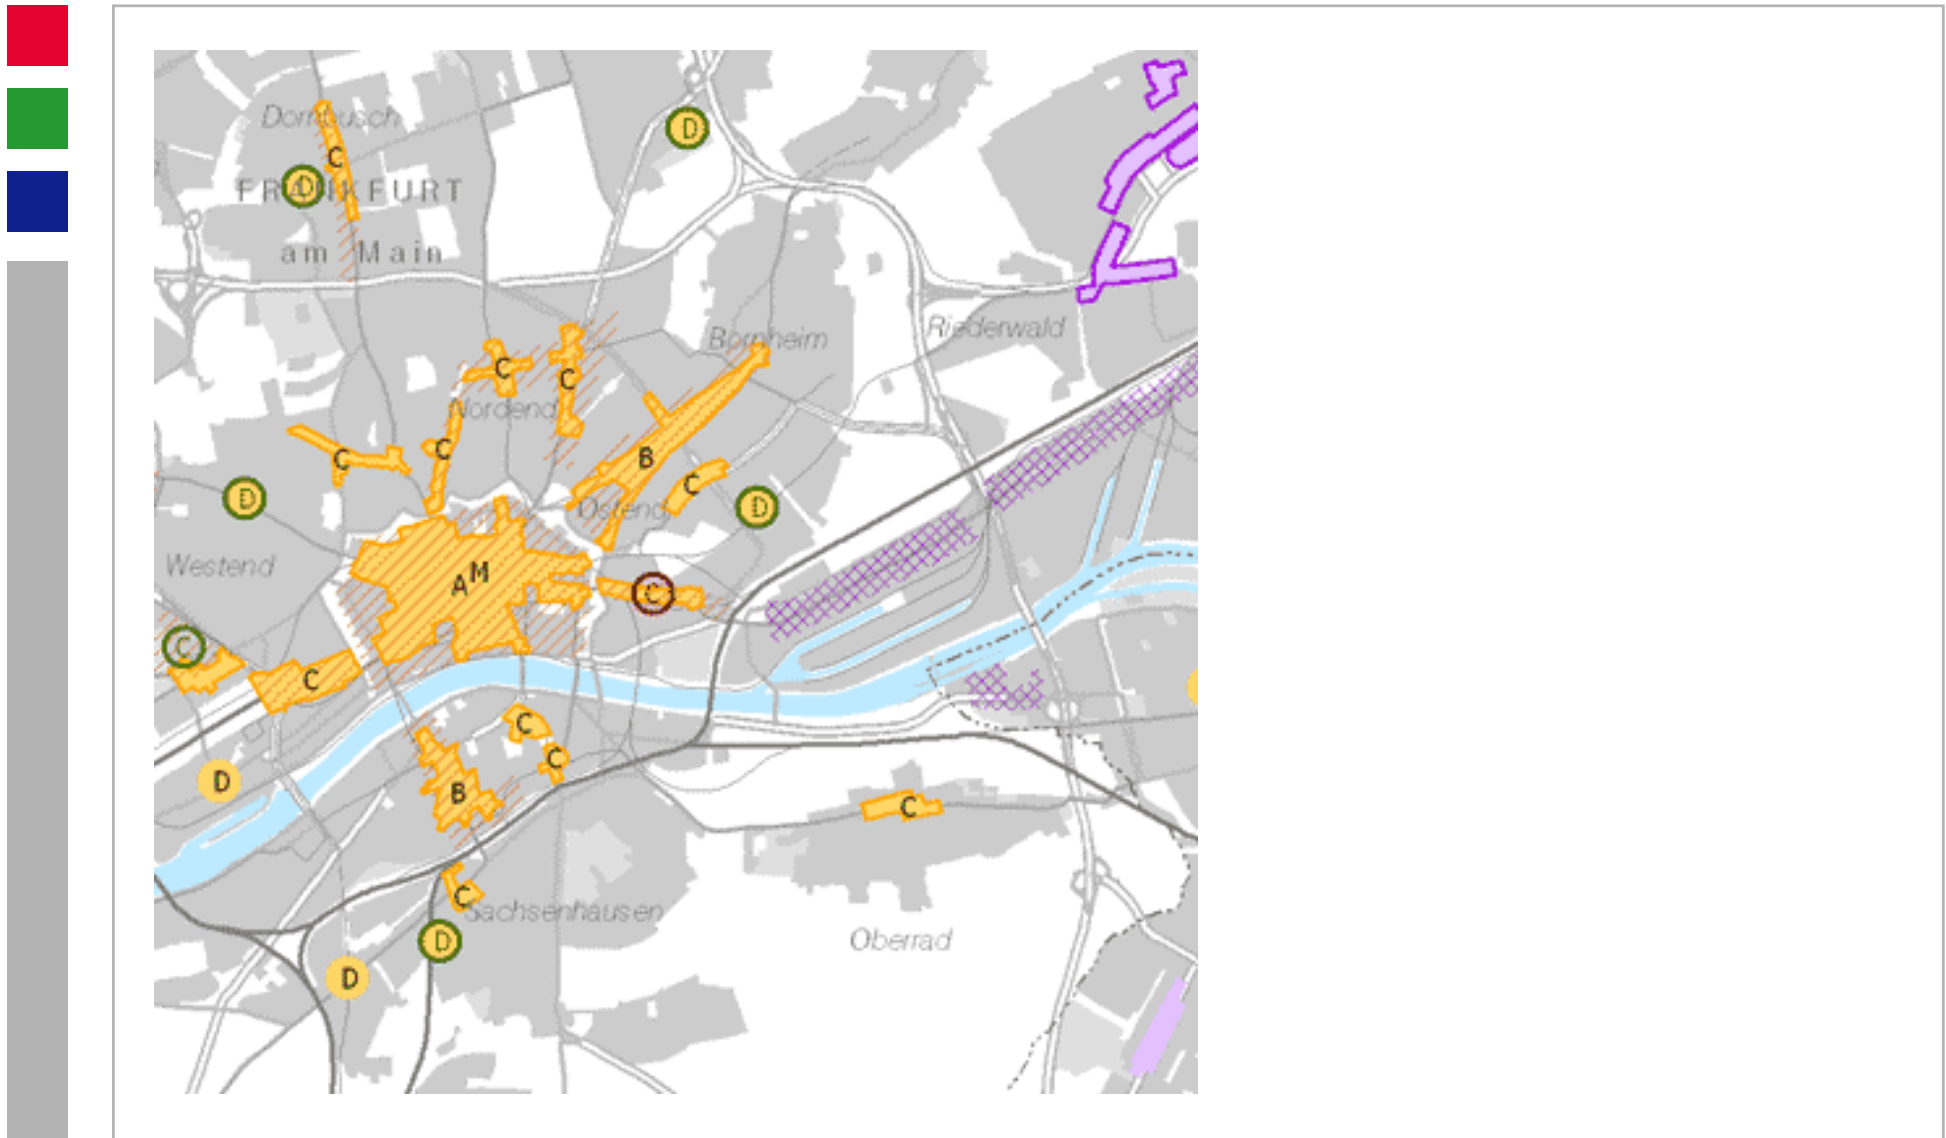 Dornbusch
D
C
D
FRANKFURT
am Main
Riederwald
Bornheim
C
C
Nordend
C
C
B
C
D
Ostend
D
Westend
A
M
C
C
C
C
C
D
B
C
C
Sachsenhausen
D
Oberrad
D